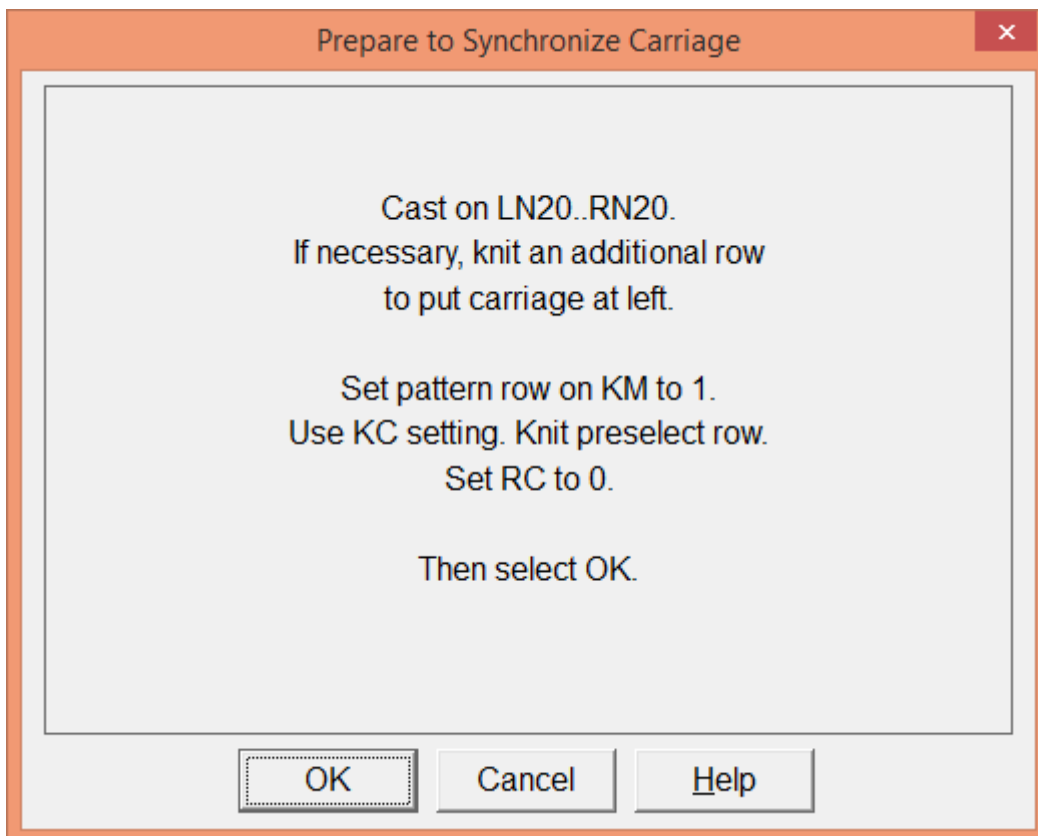 Prepare to Synchronize Carriage
Cast on LN20..RN20.
If necessary, knit an additional row
to put carriage at left.
Set pattern row on KM to 1.
Use KC setting. Knit preselect row.
Set RC to 0.
Then select OK.
OK
Cancel
Help